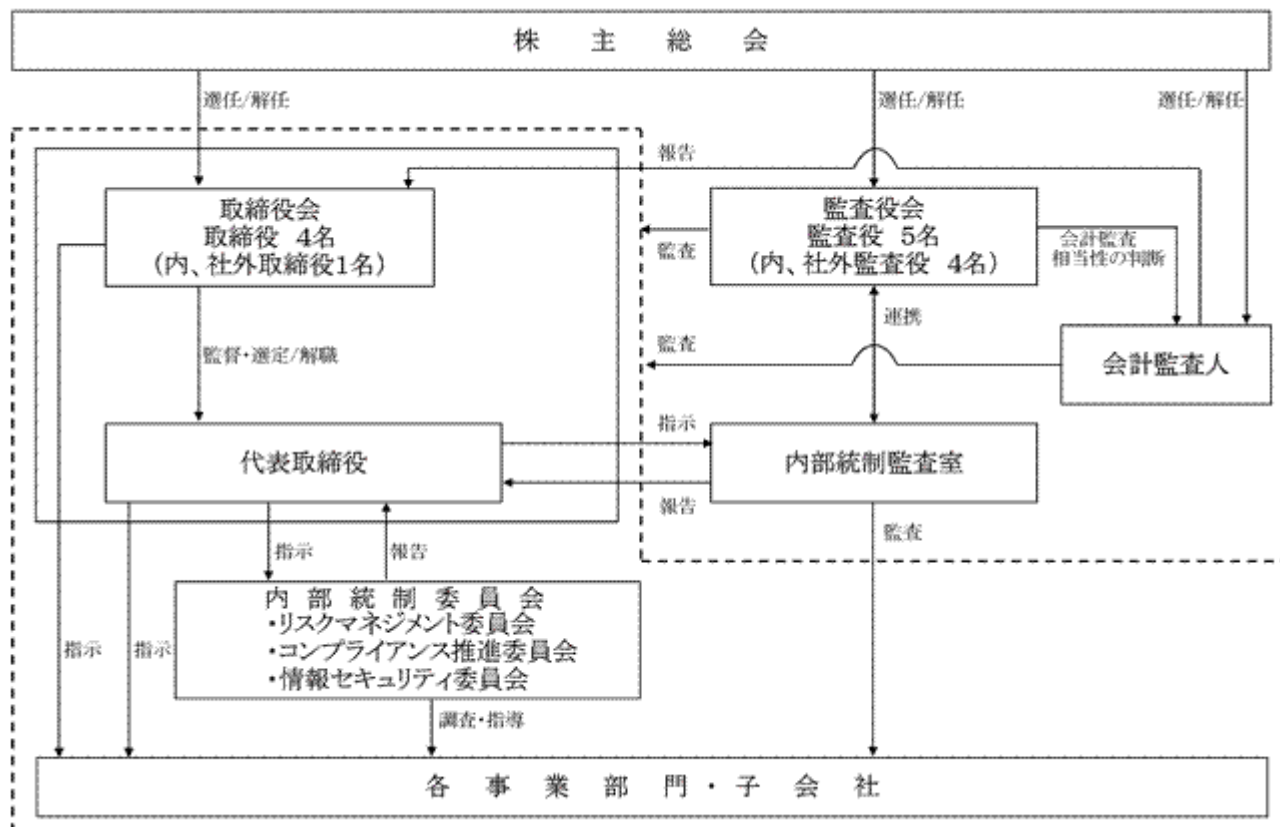 株主総会
選任/解任
選任/解任
選任/解任
報告
取締役会
取締役 4名
(内、社外取締役1名)
監査役会
監査役 5名
(内、社外監査役 4名)
監査
会計監査
相当性の判断
連携
監督・選定/解職
監査
会計監査人
代表取締役
指示
内部統制監査室
報告
指示
報告
監査
内部統制委員会
・リスクマネジメント委員会
・コンプライアンス推進委員会
・情報セキュリティ委員会
指示
指示
調査・指導
各事業部門・子会社